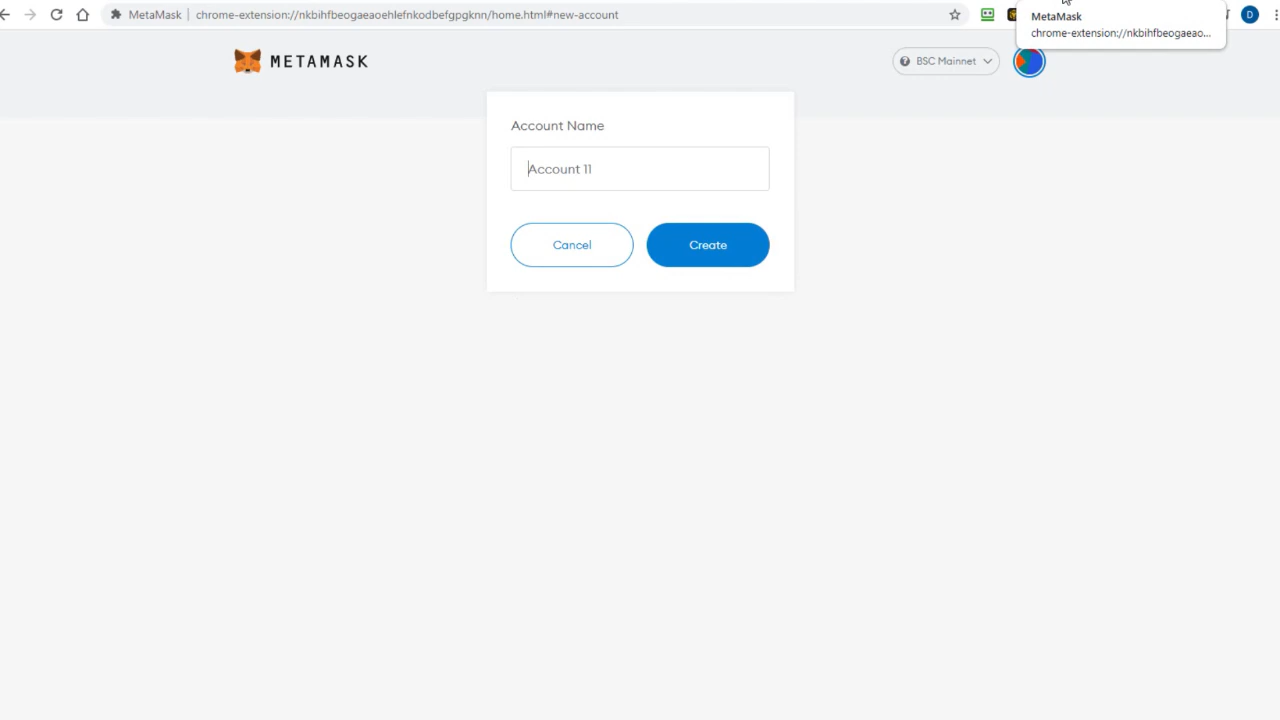 MetaMask chrome-extension://nkbihfbeogaeaoehlefnkodbefgpgknn/home.html#new-account D
MetaMask
chrome-extension://nkbihfbeogaeao...
METAMASK
? BSC Mainnet
Account Name
Account 11
Cancel Create